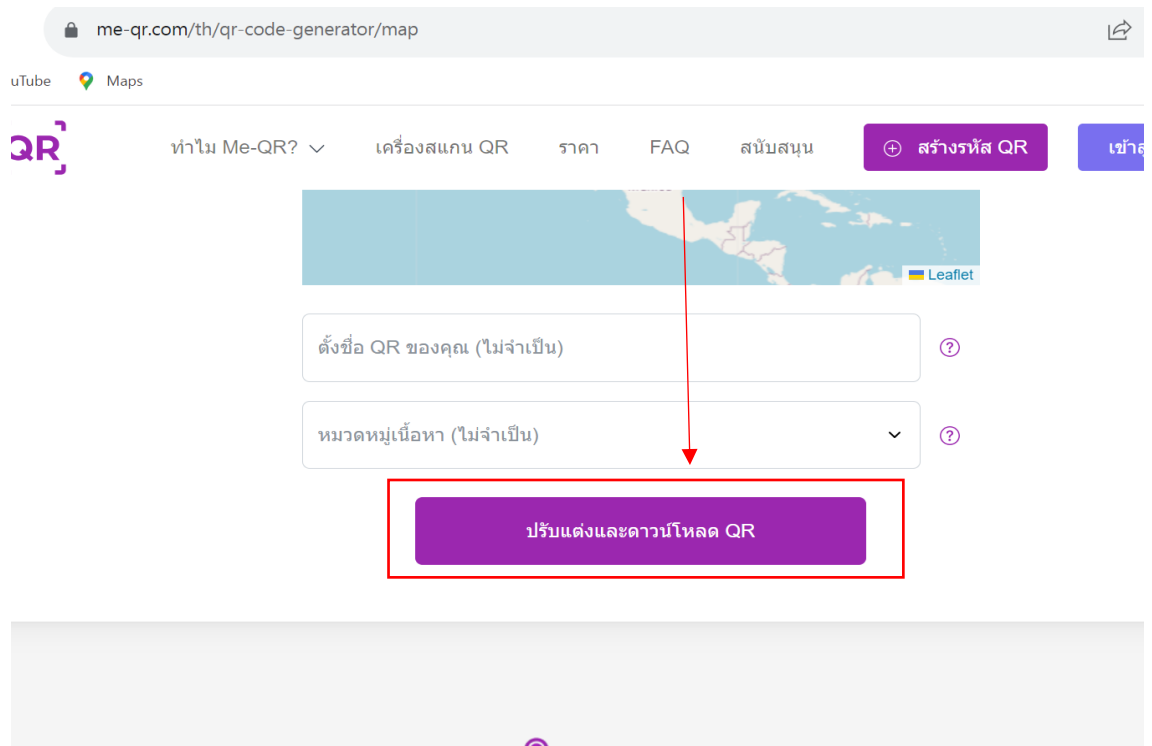 me-qr.com/th/qr-code-generator/map
uTube Maps
QR ทำไม Me-QR? เครื่องสแกน QR ราคา FAQ สนับสนุน สร้างรหัส QR
Leaflet
ตั้งชื่อ QR ของคุณ (ไม่จำเป็น)
หมวดหมู่เนื้อหา (ไม่จำเป็น)
ปรับแต่งและดาวน์โหลด QR